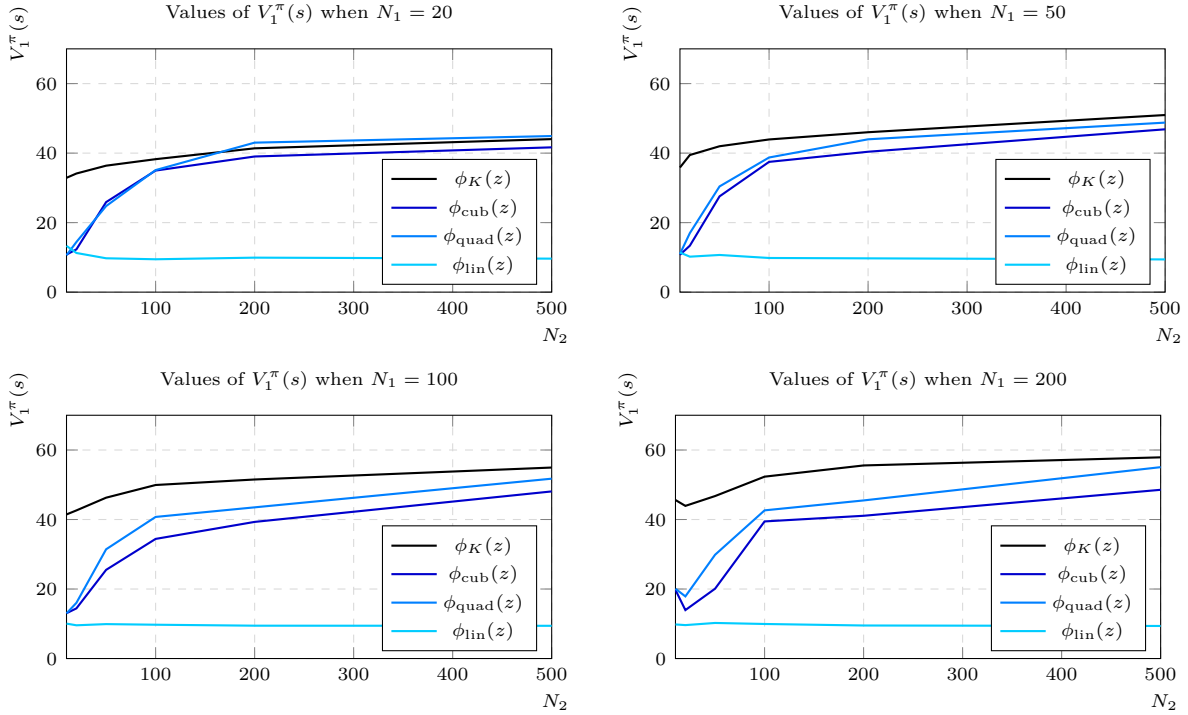 Values of $V_1^\pi(s)$ when $N_1 = 20$
$V_1^\pi(s)$
60
40
20
0
100 200 300 400 500
$N_2$
$\phi_K(z)$
$\phi_{\text{cub}}(z)$
$\phi_{\text{quad}}(z)$
$\phi_{\text{lin}}(z)$
Values of $V_1^\pi(s)$ when $N_1 = 50$
$V_1^\pi(s)$
60
40
20
0
100 200 300 400 500
$N_2$
$\phi_K(z)$
$\phi_{\text{cub}}(z)$
$\phi_{\text{quad}}(z)$
$\phi_{\text{lin}}(z)$
Values of $V_1^\pi(s)$ when $N_1 = 100$
$V_1^\pi(s)$
60
40
20
0
100 200 300 400 500
$N_2$
$\phi_K(z)$
$\phi_{\text{cub}}(z)$
$\phi_{\text{quad}}(z)$
$\phi_{\text{lin}}(z)$
Values of $V_1^\pi(s)$ when $N_1 = 200$
$V_1^\pi(s)$
60
40
20
0
100 200 300 400 500
$N_2$
$\phi_K(z)$
$\phi_{\text{cub}}(z)$
$\phi_{\text{quad}}(z)$
$\phi_{\text{lin}}(z)$